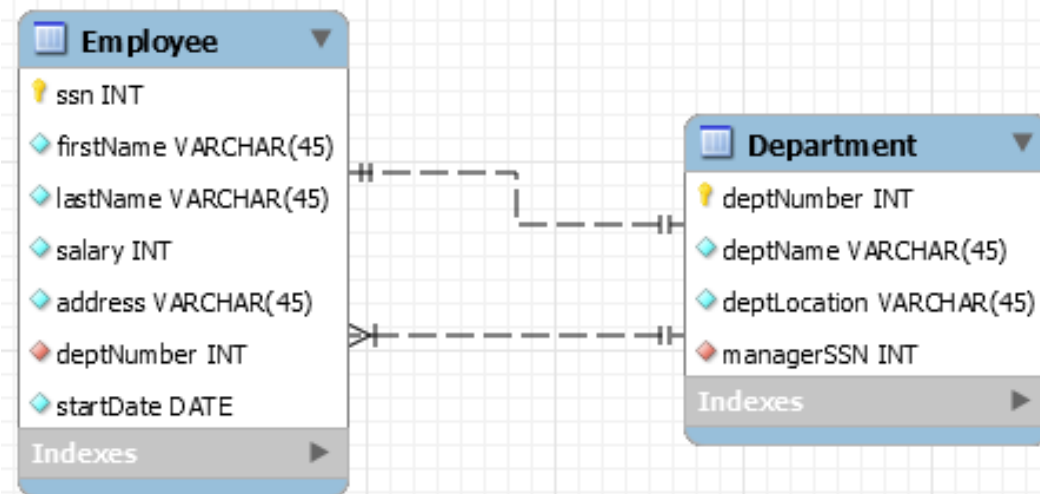 Employee
ssn INT
firstName VARCHAR(45)
lastName VARCHAR(45)
salary INT
address VARCHAR(45)
deptNumber INT
startDate DATE
Indexes
Department
deptNumber INT
deptName VARCHAR(45)
deptLocation VARCHAR(45)
managerSSN INT
Indexes